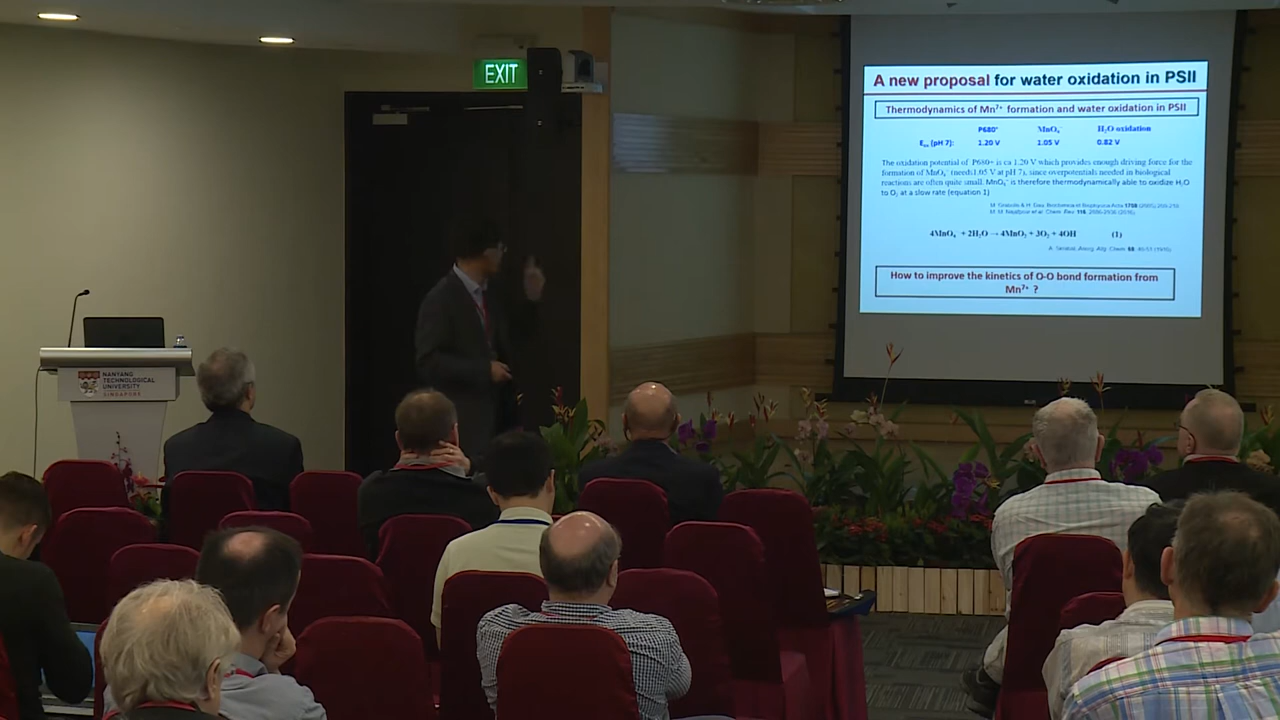 EXIT
A new proposal for water oxidation in PSII
Thermodynamics of Mn⁷⁺ formation and water oxidation in PSII
P680⁺ MnO₄⁻ H₂O oxidation
(pH 7): 1.20 V 1.05 V 0.82 V
The oxidation potential of P680+ is ca 1.20 V which provides enough driving force for the
formation of MnO₄⁻ (needs 1.05 V at pH 7), since overpotentials needed in biological
reactions are often quite small. MnO₄⁻ is therefore thermodynamically able to oxidize H₂O
to O₂ at a slow rate (equation 1)
4MnO₄⁻ + 2H₂O → 4MnO₂ + 3O₂ + 4OH (1)
How to improve the kinetics of O-O bond formation from
Mn⁷⁺ ?
NANYANG
TECHNOLOGICAL
UNIVERSITY
SINGAPORE